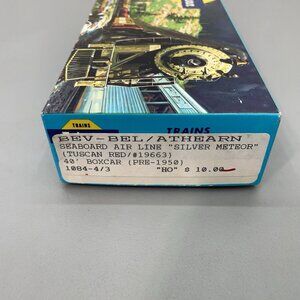 TRAINS
TRAINS
BEV-BEL/ATHEARN
SEABOARD AIR LINE "SILVER METEOR"
(TUSCAN RED/#19663)
40' BOXCAR (PRE-1950)
1084-4/3 "HO" $ 10.00